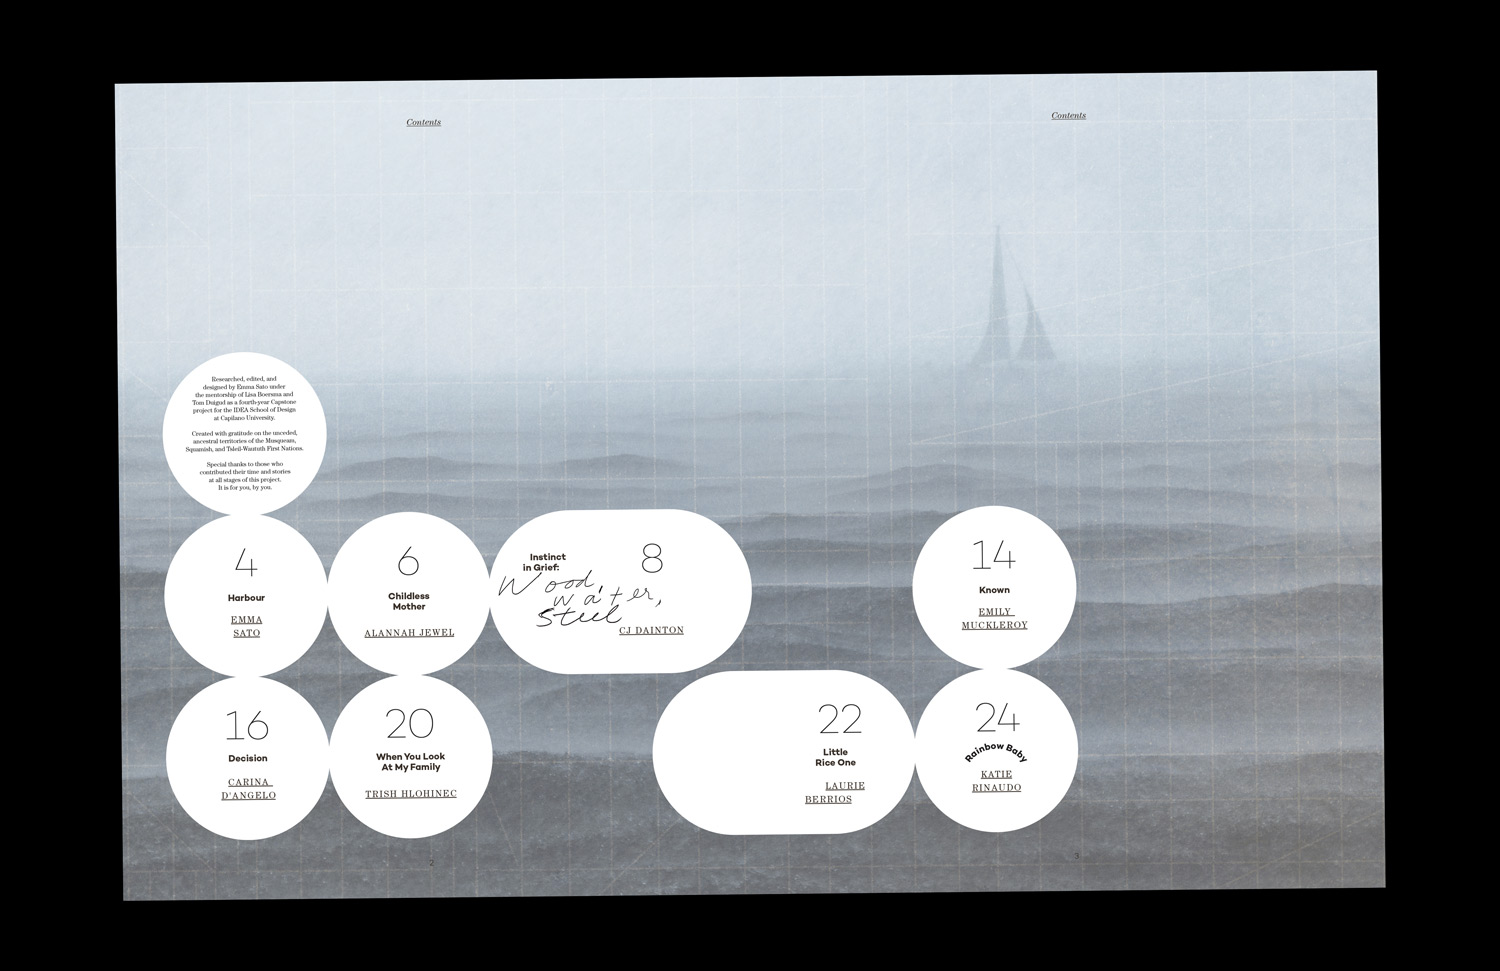 Contents
Contents
Researched, edited, and
designed by Emma Sato under
the mentorship of Lisa Boersma and
Tom Duigud as a fourth-year Capstone
project for the IDEA School of Design
at Capilano University.
Created with gratitude on the unceded,
ancestral territories of the Musqueam,
Squamish, and Tsleil-Waututh First Nations.
Special thanks to those who
contributed their time and stories
at all stages of this project.
It is for you, by you.
4
Harbour
EMMA
SATO
6
Childless
Mother
ALANNAH JEWEL
8
Instinct
in Grief:
Wood,
water,
Steel
CJ DAINTON
14
Known
EMILY
MUCKLEROY
16
Decision
CARINA
D'ANGELO
20
When You Look
At My Family
TRISH HLOHINEC
22
Little
Rice One
LAURIE
BERRIOS
24
Rainbow Baby
KATIE
RINAUDO
2
3